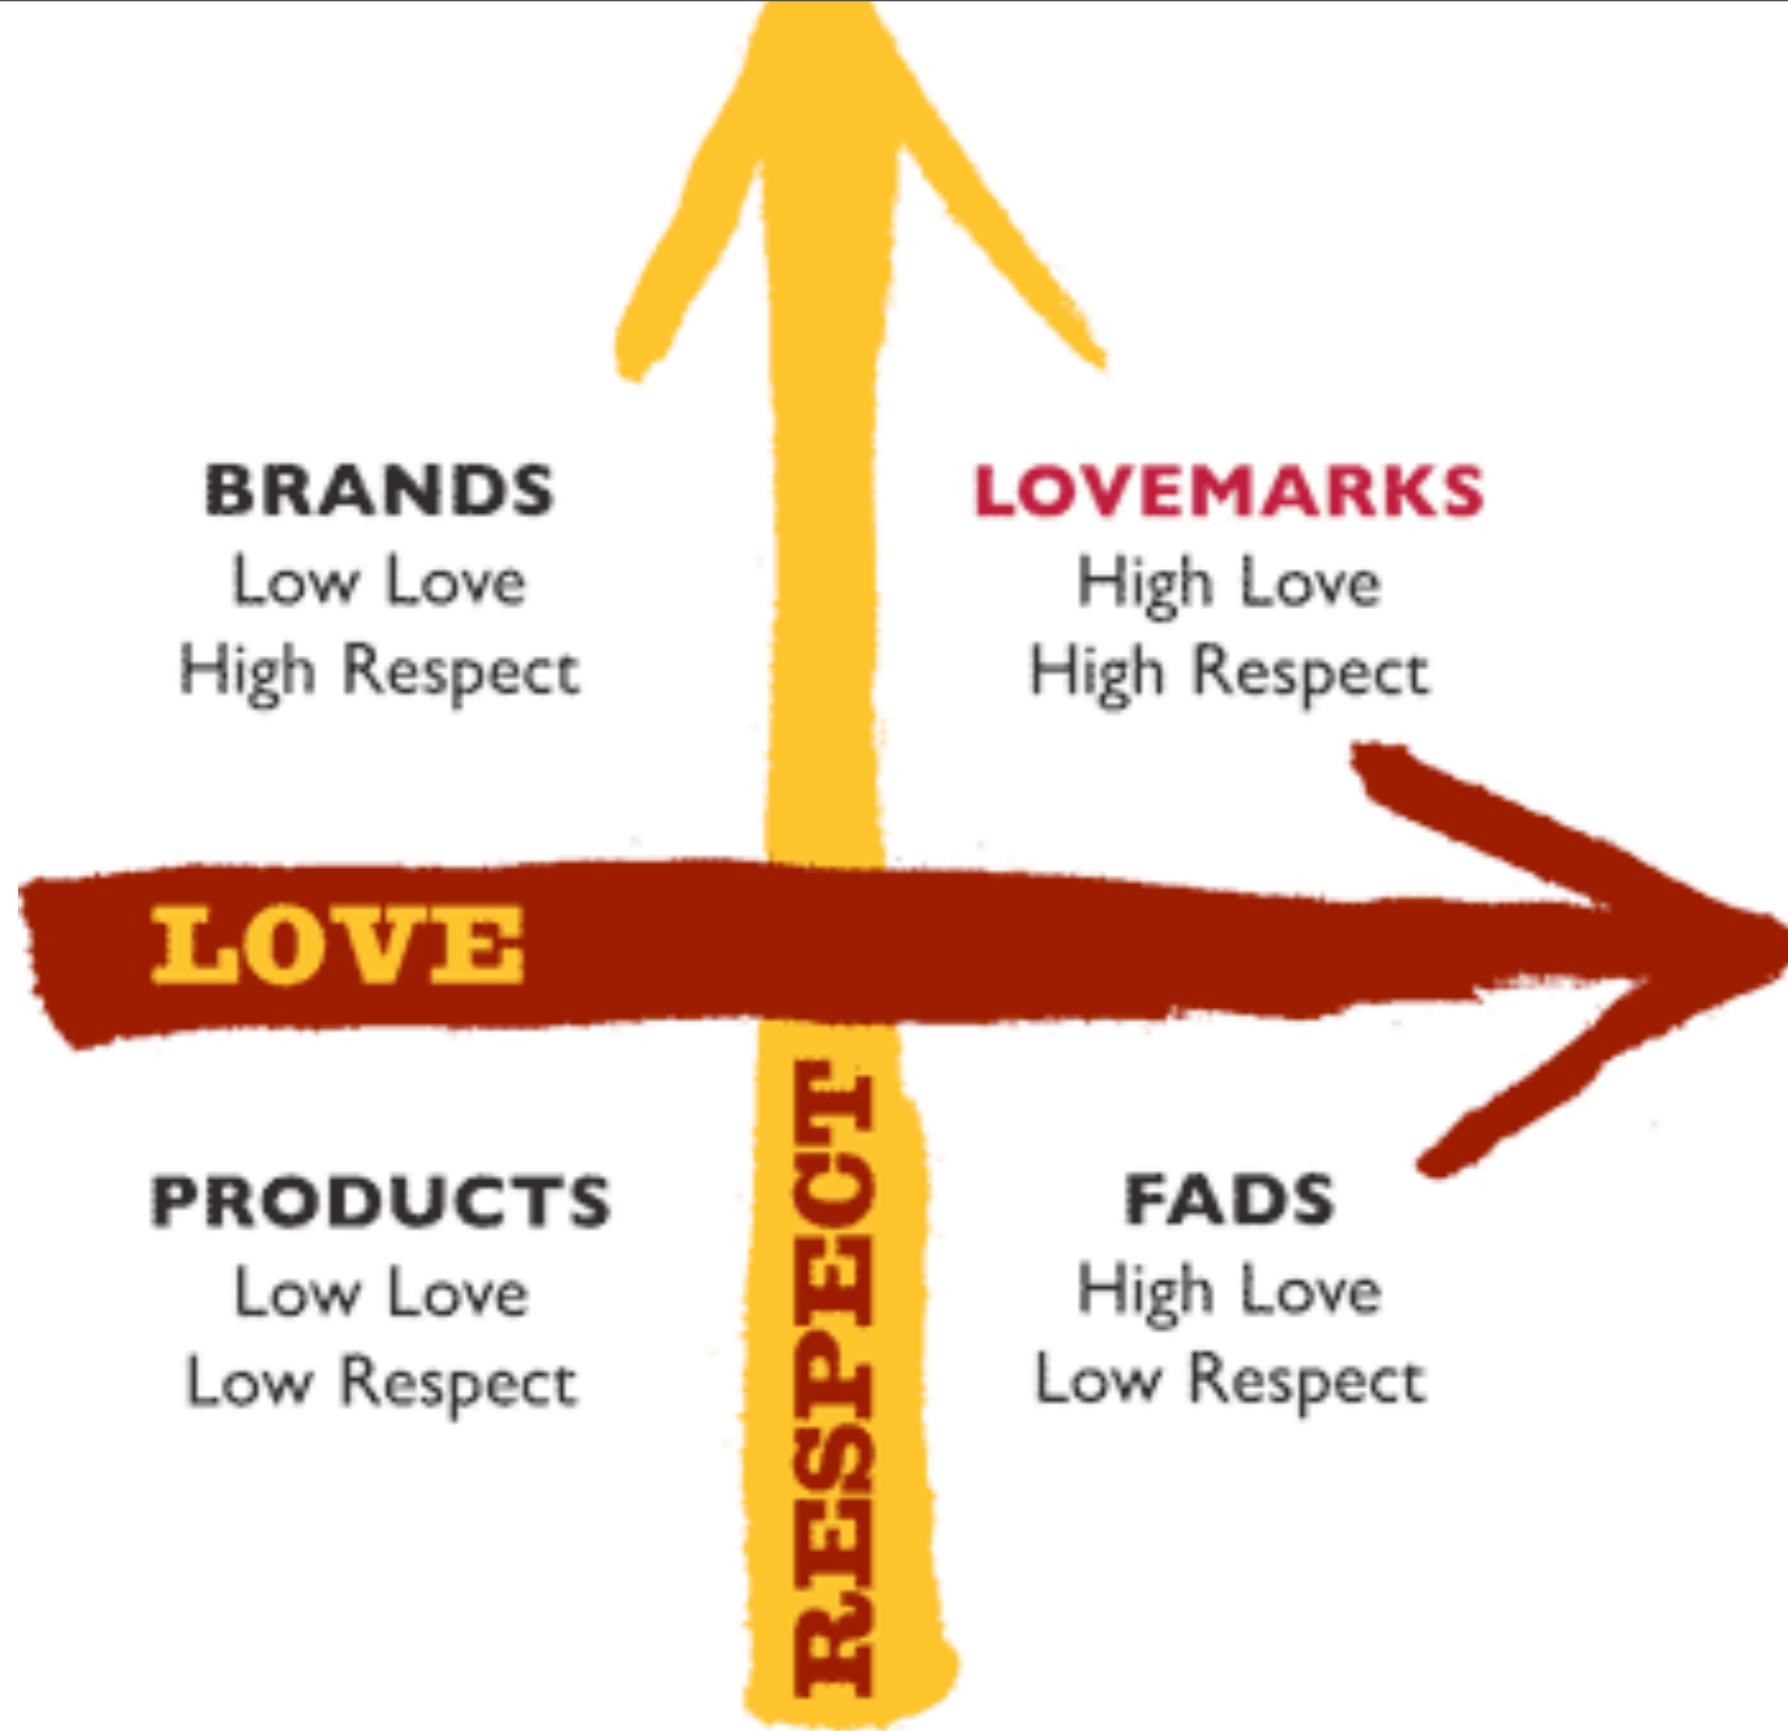 BRANDS
Low Love
High Respect
LOVEMARKS
High Love
High Respect
LOVE
RESPECT
PRODUCTS
Low Love
Low Respect
FADS
High Love
Low Respect